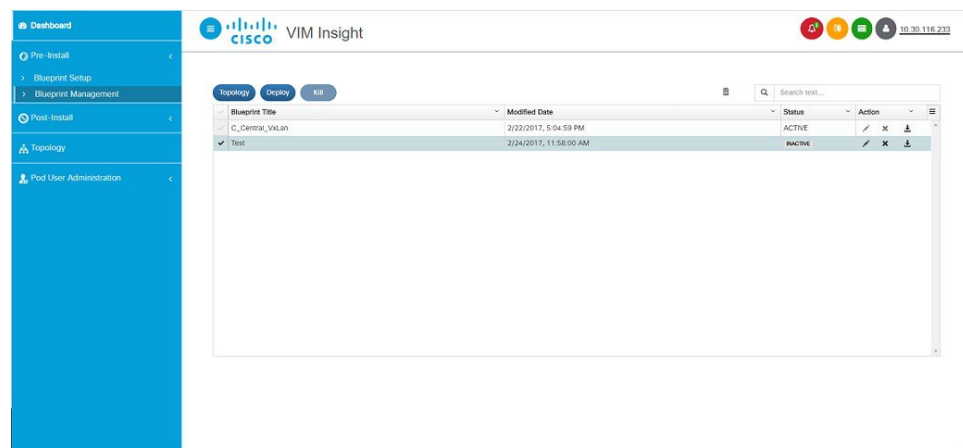 Dashboard
CISCO VIM Insight
10.30.116.233
Pre-Install
> Blueprint Setup
> Blueprint Management
Post-Install
Topology
Pod User Administration
Topology Deploy Kill
Search text...
Blueprint Title Modified Date Status Action
C_Central_VxLan 2/22/2017, 5:04:59 PM ACTIVE
Test 2/24/2017, 11:58:00 AM INACTIVE